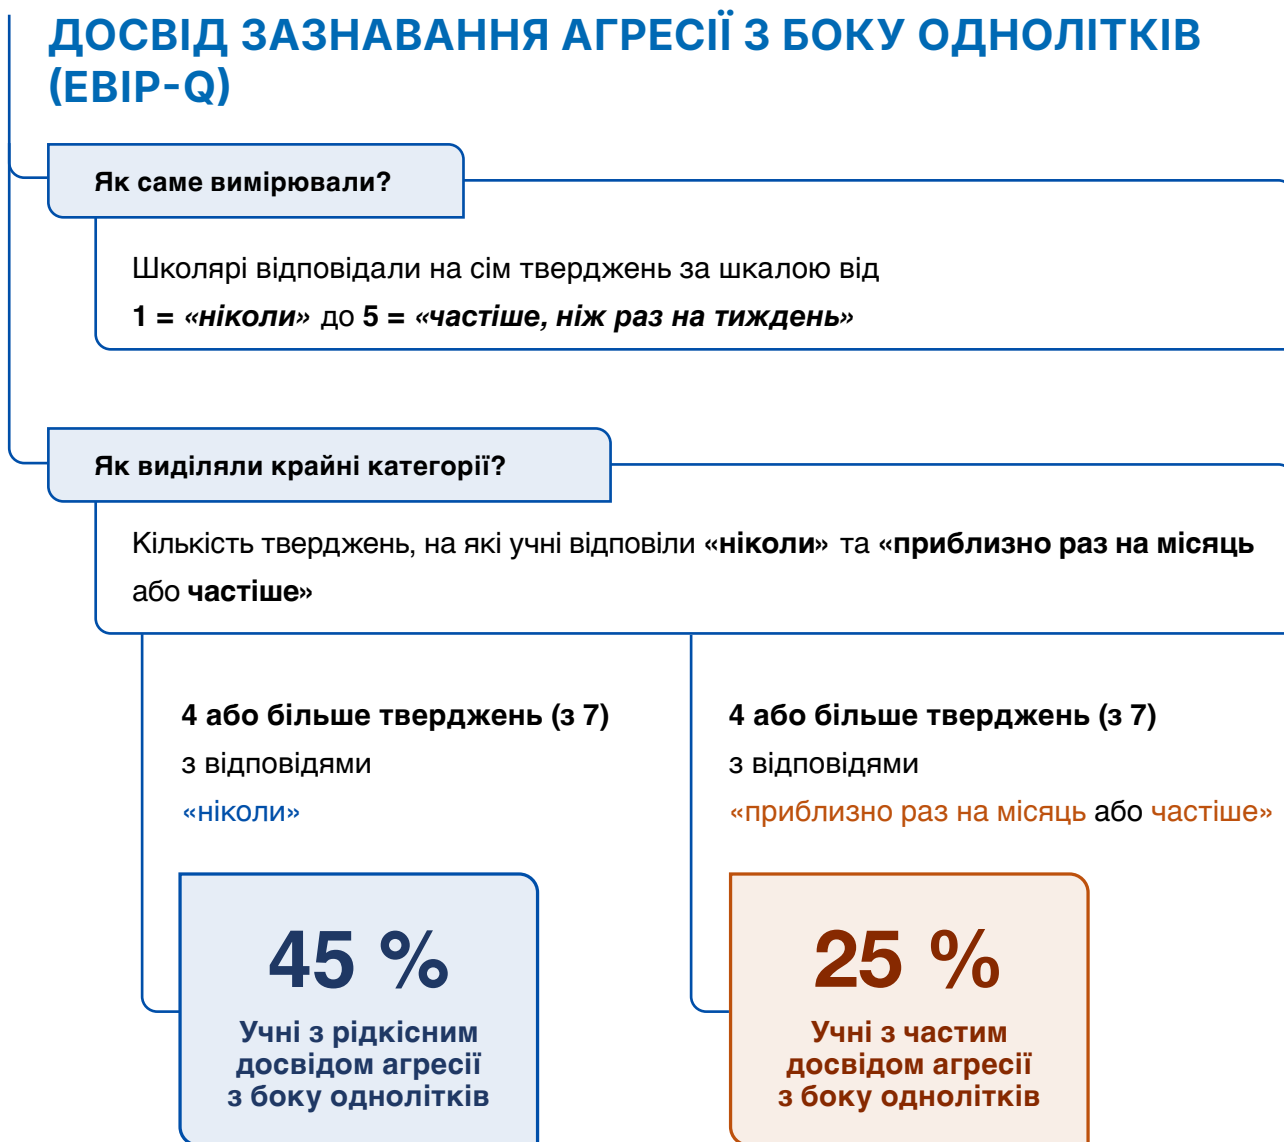 ДОСВІД ЗАЗНАВАННЯ АГРЕСІЇ З БОКУ ОДНОЛІТКІВ
(EBIP-Q)
Як саме вимірювали?
Школярі відповідали на сім тверджень за шкалою від
1 = «ніколи» до 5 = «частіше, ніж раз на тиждень»
Як виділяли крайні категорії?
Кількість тверджень, на які учні відповіли «ніколи» та «приблизно раз на місяць
або частіше»
4 або більше тверджень (з 7)
з відповідями
«ніколи»
45 %
Учні з рідкісним
досвідом агресії
з боку однолітків
4 або більше тверджень (з 7)
з відповідями
«приблизно раз на місяць або частіше»
25 %
Учні з частим
досвідом агресії
з боку однолітків